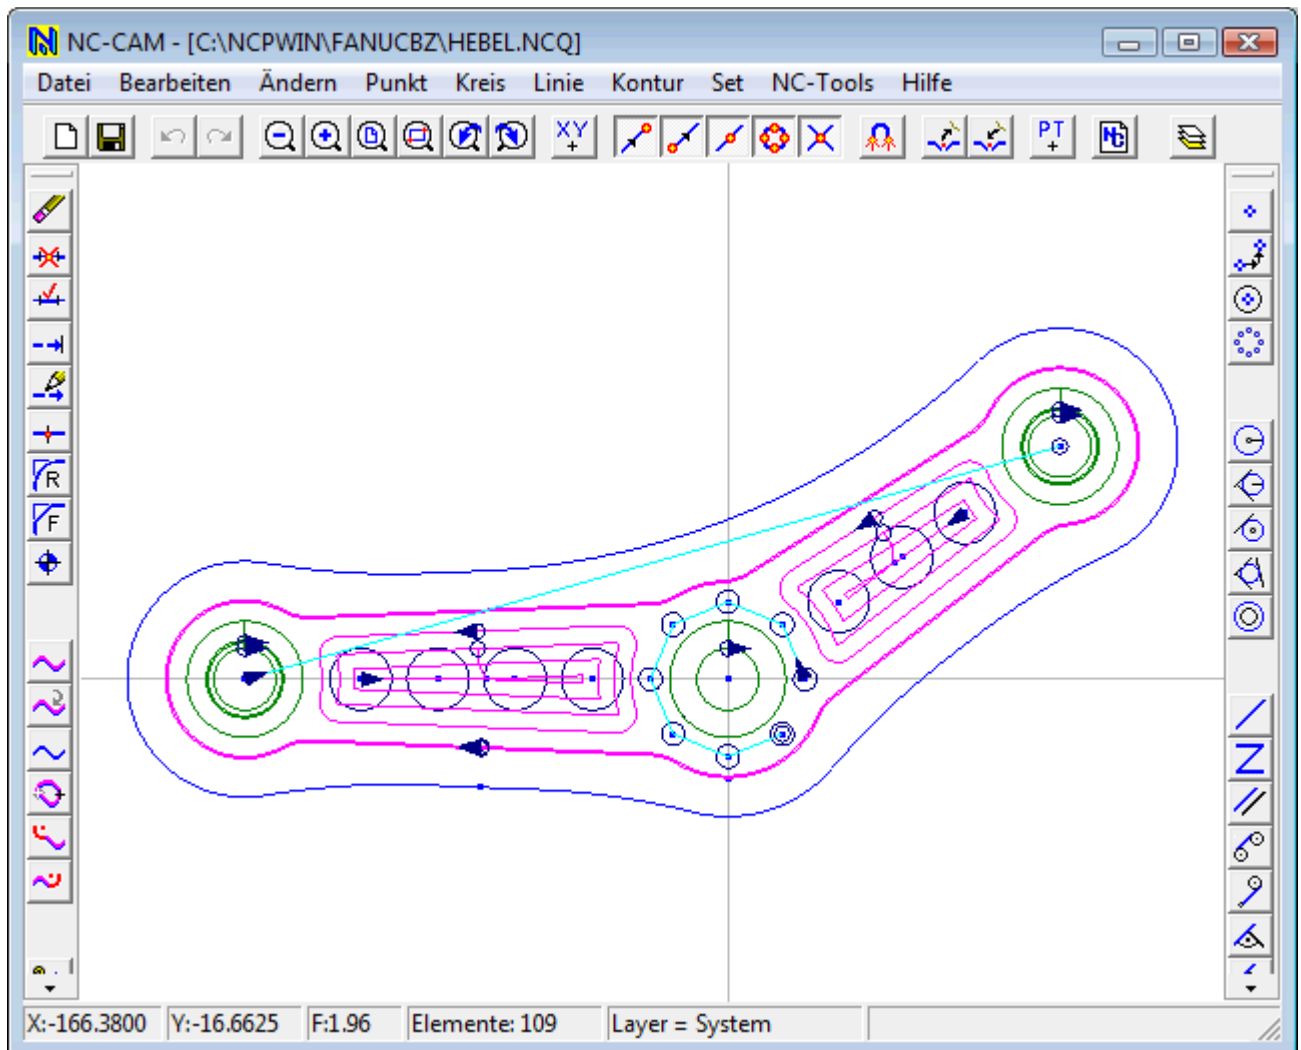 NC-CAM - [C:\NCPWIN\FANUCBZ\HEBEL.NCQ]
Datei Bearbeiten Ändern Punkt Kreis Linie Kontur Set NC-Tools Hilfe
XY PT NC
R
F
X:-166.3800 Y:-16.6625 F:1.96 Elemente: 109 Layer = System